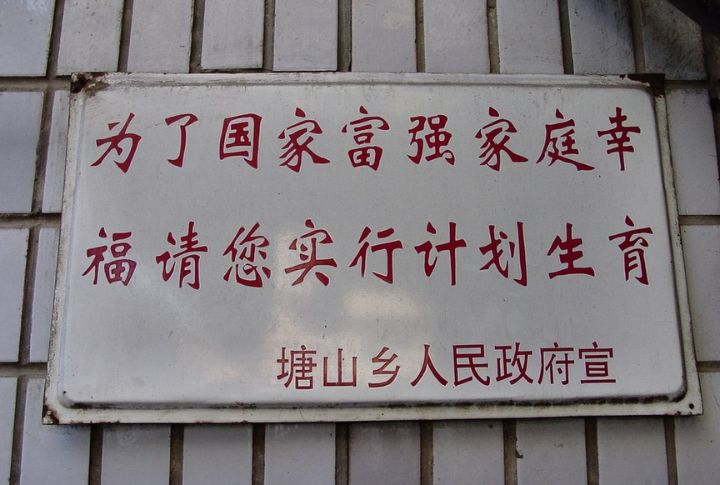 为了国家富强家庭幸
福请您实行计划生育
塘山乡人民政府宣